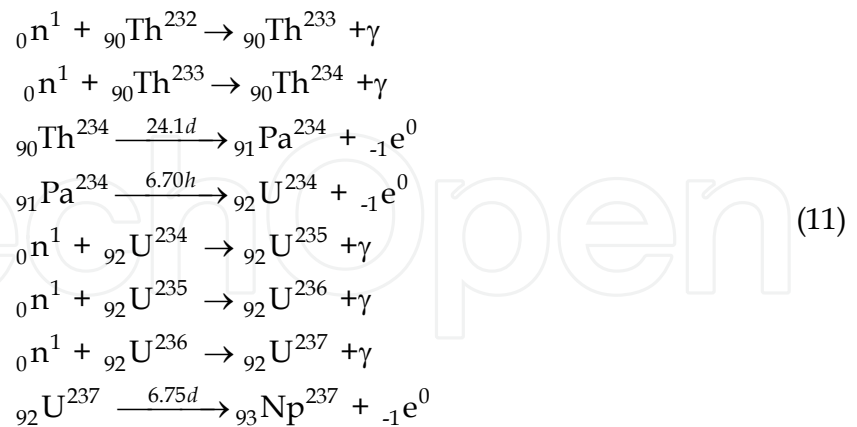 ₀n¹ + ₉₀Th²³² → ₉₀Th²³³ +γ
₀n¹ + ₉₀Th²³³ → ₉₀Th²³⁴ +γ
₉₀Th²³⁴ —24.1d→ ₉₁Pa²³⁴ + ₋₁e⁰
₉₁Pa²³⁴ —6.70h→ ₉₂U²³⁴ + ₋₁e⁰
(11)
₀n¹ + ₉₂U²³⁴ → ₉₂U²³⁵ +γ
₀n¹ + ₉₂U²³⁵ → ₉₂U²³⁶ +γ
₀n¹ + ₉₂U²³⁶ → ₉₂U²³⁷ +γ
₉₂U²³⁷ —6.75d→ ₉₃Np²³⁷ + ₋₁e⁰
echOpen